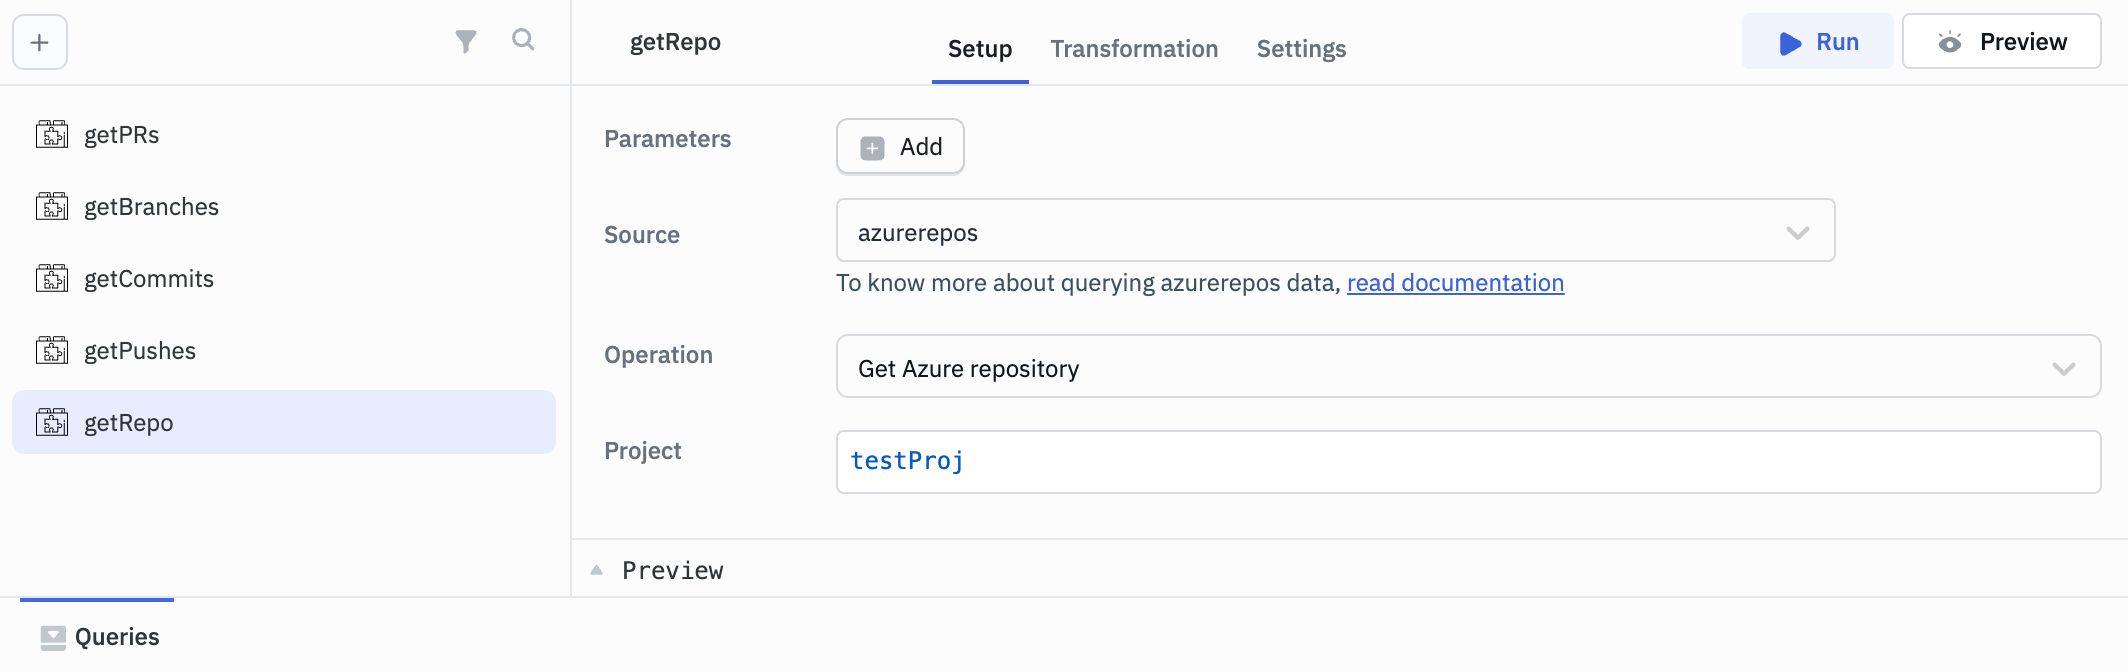 getRepo
Setup
Transformation
Settings
Run
Preview
getPRs
getBranches
getCommits
getPushes
getRepo
Parameters
Add
Source
azurerepos
To know more about querying azurerepos data, read documentation
Operation
Get Azure repository
Project
testProj
Preview
Queries